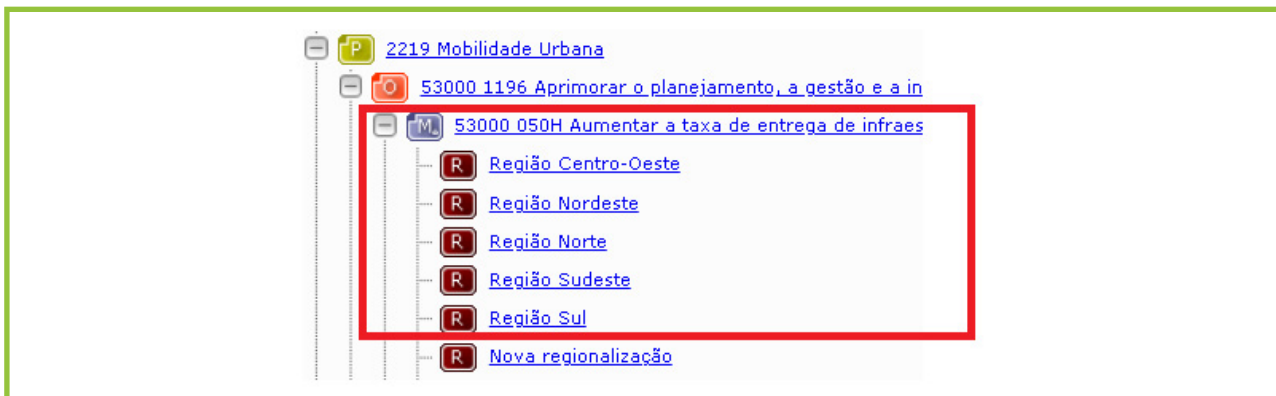 P 2219 Mobilidade Urbana
O 53000 1196 Aprimorar o planejamento, a gestão e a in
M 53000 050H Aumentar a taxa de entrega de infraes
R Região Centro-Oeste
R Região Nordeste
R Região Norte
R Região Sudeste
R Região Sul
R Nova regionalização